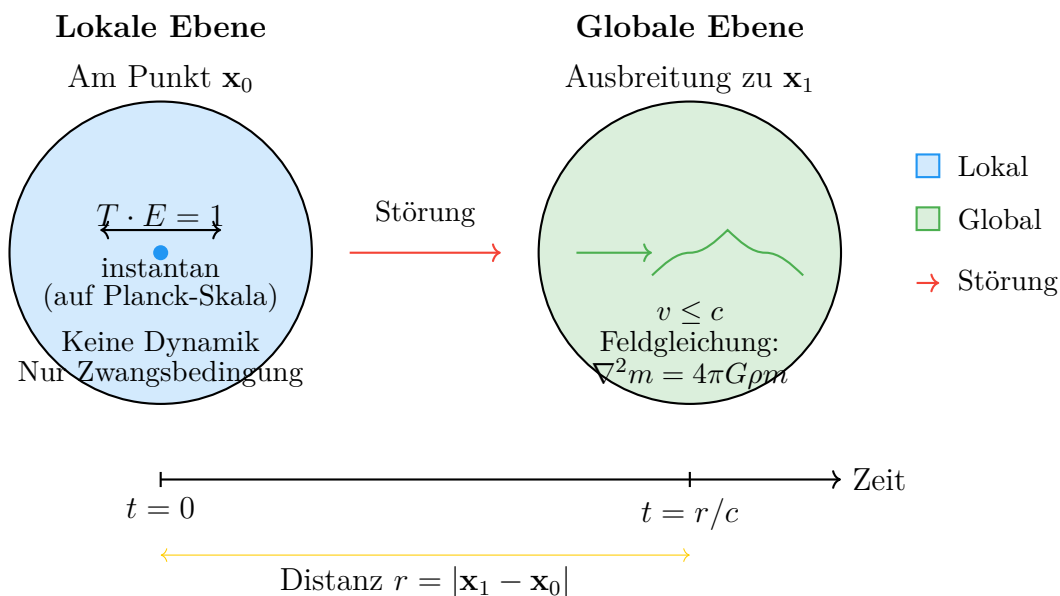 Lokale Ebene
Am Punkt x₀
T · E = 1
instantan
(auf Planck-Skala)
Keine Dynamik
Nur Zwangsbedingung
Störung
Globale Ebene
Ausbreitung zu x₁
v ≤ c
Feldgleichung:
∇²m = 4πGρm
Lokal
Global
Störung
Zeit
t = 0
t = r/c
Distanz r = |x₁ − x₀|